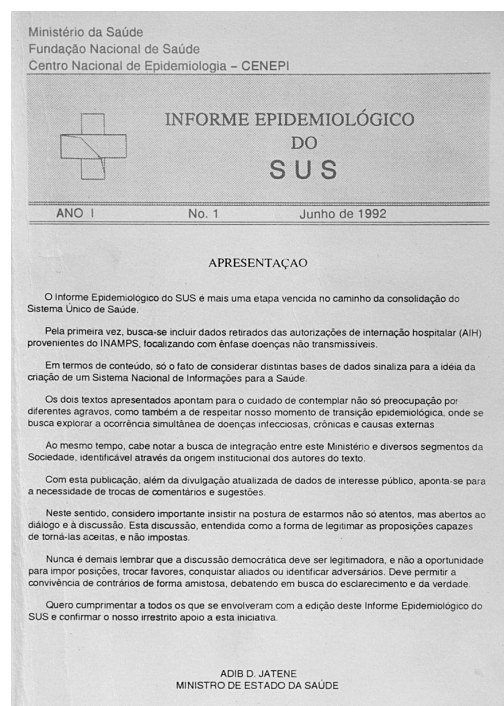 Ministério da Saúde
Fundação Nacional de Saúde
Centro Nacional de Epidemiologia – CENEPI
INFORME EPIDEMIOLÓGICO
DO
SUS
ANO I No. 1 Junho de 1992
APRESENTAÇAO
O Informe Epidemiológico do SUS é mais uma etapa vencida no caminho da consolidação do
Sistema Único de Saúde.
Pela primeira vez, busca-se incluir dados retirados das autorizações de internação hospitalar (AIH)
provenientes do INAMPS, focalizando com ênfase doenças não transmissíveis.
Em termos de conteúdo, só o fato de considerar distintas bases de dados sinaliza para a idéia da
criação de um Sistema Nacional de Informações para a Saúde.
Os dois textos apresentados apontam para o cuidado de contemplar não só preocupação por
diferentes agravos, como também a de respeitar nosso momento de transição epidemiológica, onde se
busca explorar a ocorrência simultânea de doenças infecciosas, crônicas e causas externas
Ao mesmo tempo, cabe notar a busca de integração entre este Ministério e diversos segmentos da
Sociedade, identificável através da origem institucional dos autores do texto.
Com esta publicação, além da divulgação atualizada de dados de interesse público, aponta-se para
a necessidade de trocas de comentários e sugestões.
Neste sentido, considero importante insistir na postura de estarmos não só atentos, mas abertos ao
diálogo e à discussão. Esta discussão, entendida como a forma de legitimar as proposições capazes
de torná-las aceitas, e não impostas.
Nunca é demais lembrar que a discussão democrática deve ser legitimadora, e não a oportunidade
para impor posições, trocar favores, conquistar aliados ou identificar adversários. Deve permitir a
convivência de contrários de forma amistosa, debatendo em busca do esclarecimento e da verdade.
Quero cumprimentar a todos os que se envolveram com a edição deste Informe Epidemiológico do
SUS e confirmar o nosso irrestrito apoio a esta iniciativa.
ADIB D. JATENE
MINISTRO DE ESTADO DA SAÚDE